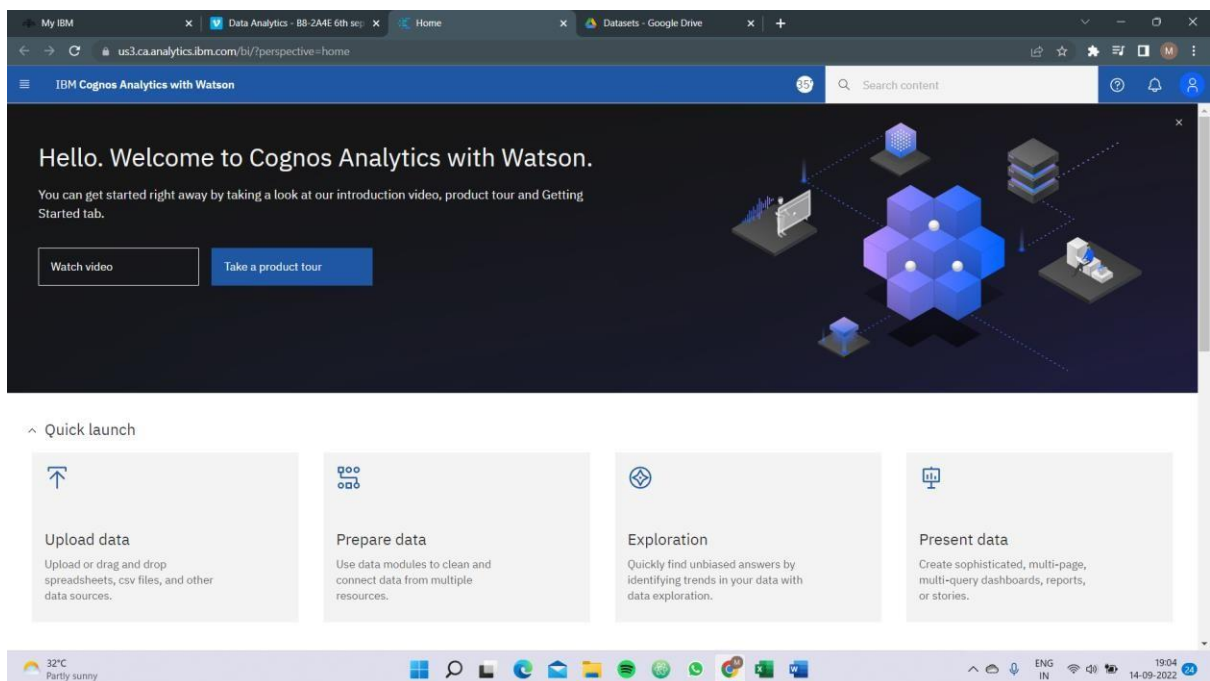 My IBM
Data Analytics - B8-2A4E 6th sep
Home
Datasets - Google Drive
us3.ca.analytics.ibm.com/bi/?perspective=home
M
IBM Cognos Analytics with Watson
Search content
Hello. Welcome to Cognos Analytics with Watson.
You can get started right away by taking a look at our introduction video, product tour and Getting
Started tab.
Watch video
Take a product tour
Quick launch
Upload data
Upload or drag and drop
spreadsheets, csv files, and other
data sources.
Prepare data
Use data modules to clean and
connect data from multiple
resources.
Exploration
Quickly find unbiased answers by
identifying trends in your data with
data exploration.
Present data
Create sophisticated, multi-page,
multi-query dashboards, reports,
or stories.
32°C
Partly sunny
ENG
IN
19:04
14-09-2022
24